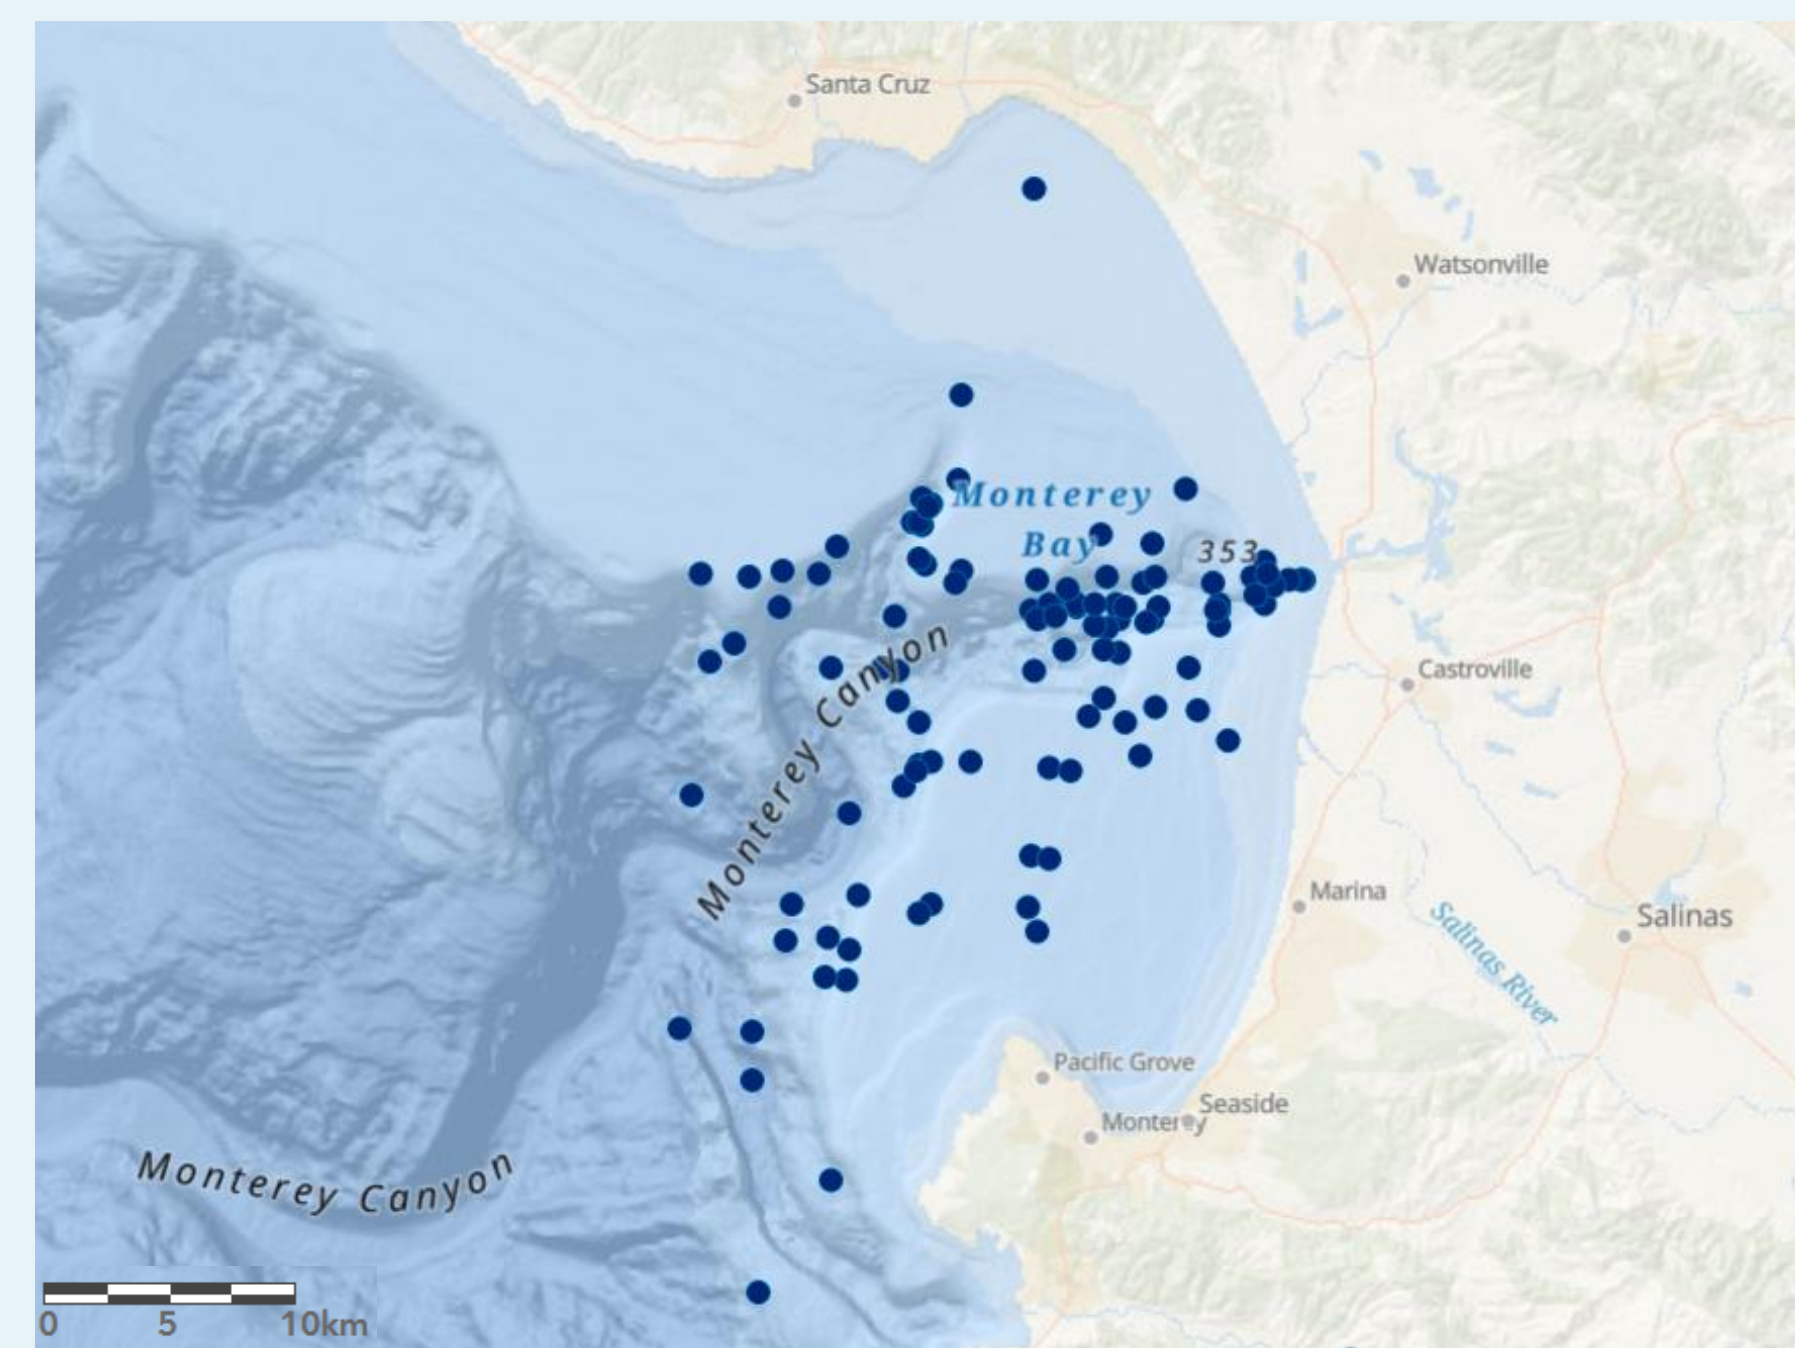 Santa Cruz
Watsonville
Monterey
Bay
353
Castroville
Monterey Canyon
Marina
Salinas
Salinas River
Pacific Grove
Seaside
Monterey
Monterey Canyon
0 5 10km